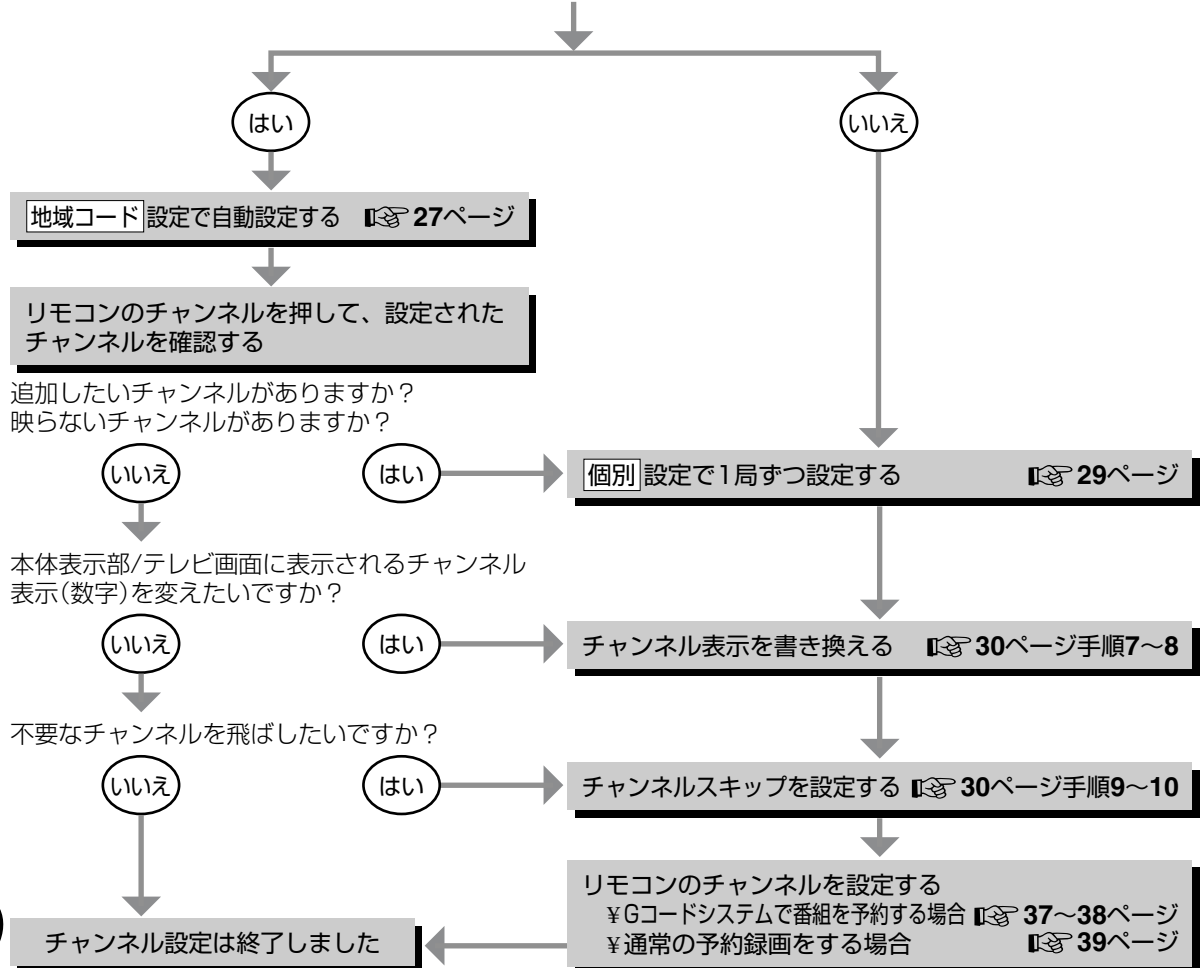 はい
いいえ
地域コード 設定で自動設定する ☞ 27ページ
リモコンのチャンネルを押して、設定された
チャンネルを確認する
追加したいチャンネルがありますか？
映らないチャンネルがありますか？
いいえ
はい
個別 設定で1局ずつ設定する ☞ 29ページ
本体表示部/テレビ画面に表示されるチャンネル
表示(数字)を変えたいですか？
いいえ
はい
チャンネル表示を書き換える ☞ 30ページ手順7〜8
不要なチャンネルを飛ばしたいですか？
いいえ
はい
チャンネルスキップを設定する ☞ 30ページ手順9〜10
リモコンのチャンネルを設定する
¥Gコードシステムで番組を予約する場合 ☞ 37〜38ページ
¥通常の予約録画をする場合 ☞ 39ページ
チャンネル設定は終了しました